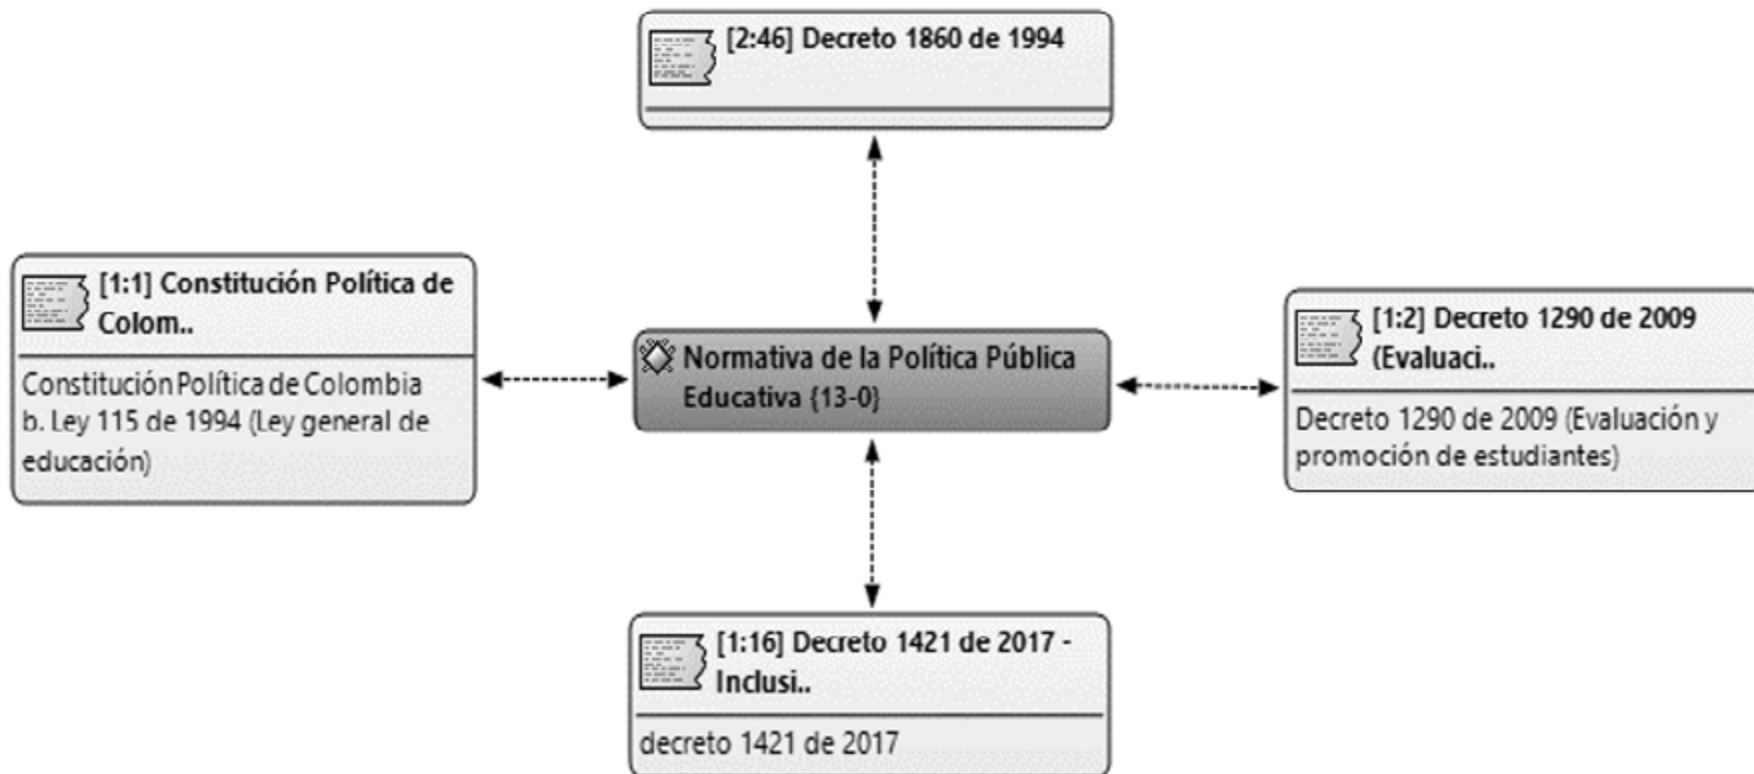 [2:46] Decreto 1860 de 1994
[1:1] Constitución Política de
Colom..
Constitución Política de Colombia
b. Ley 115 de 1994 (Ley general de
educación)
Normativa de la Política Pública
Educativa {13-0}
[1:2] Decreto 1290 de 2009
(Evaluaci..
Decreto 1290 de 2009 (Evaluación y
promoción de estudiantes)
[1:16] Decreto 1421 de 2017 -
Inclusi..
decreto 1421 de 2017